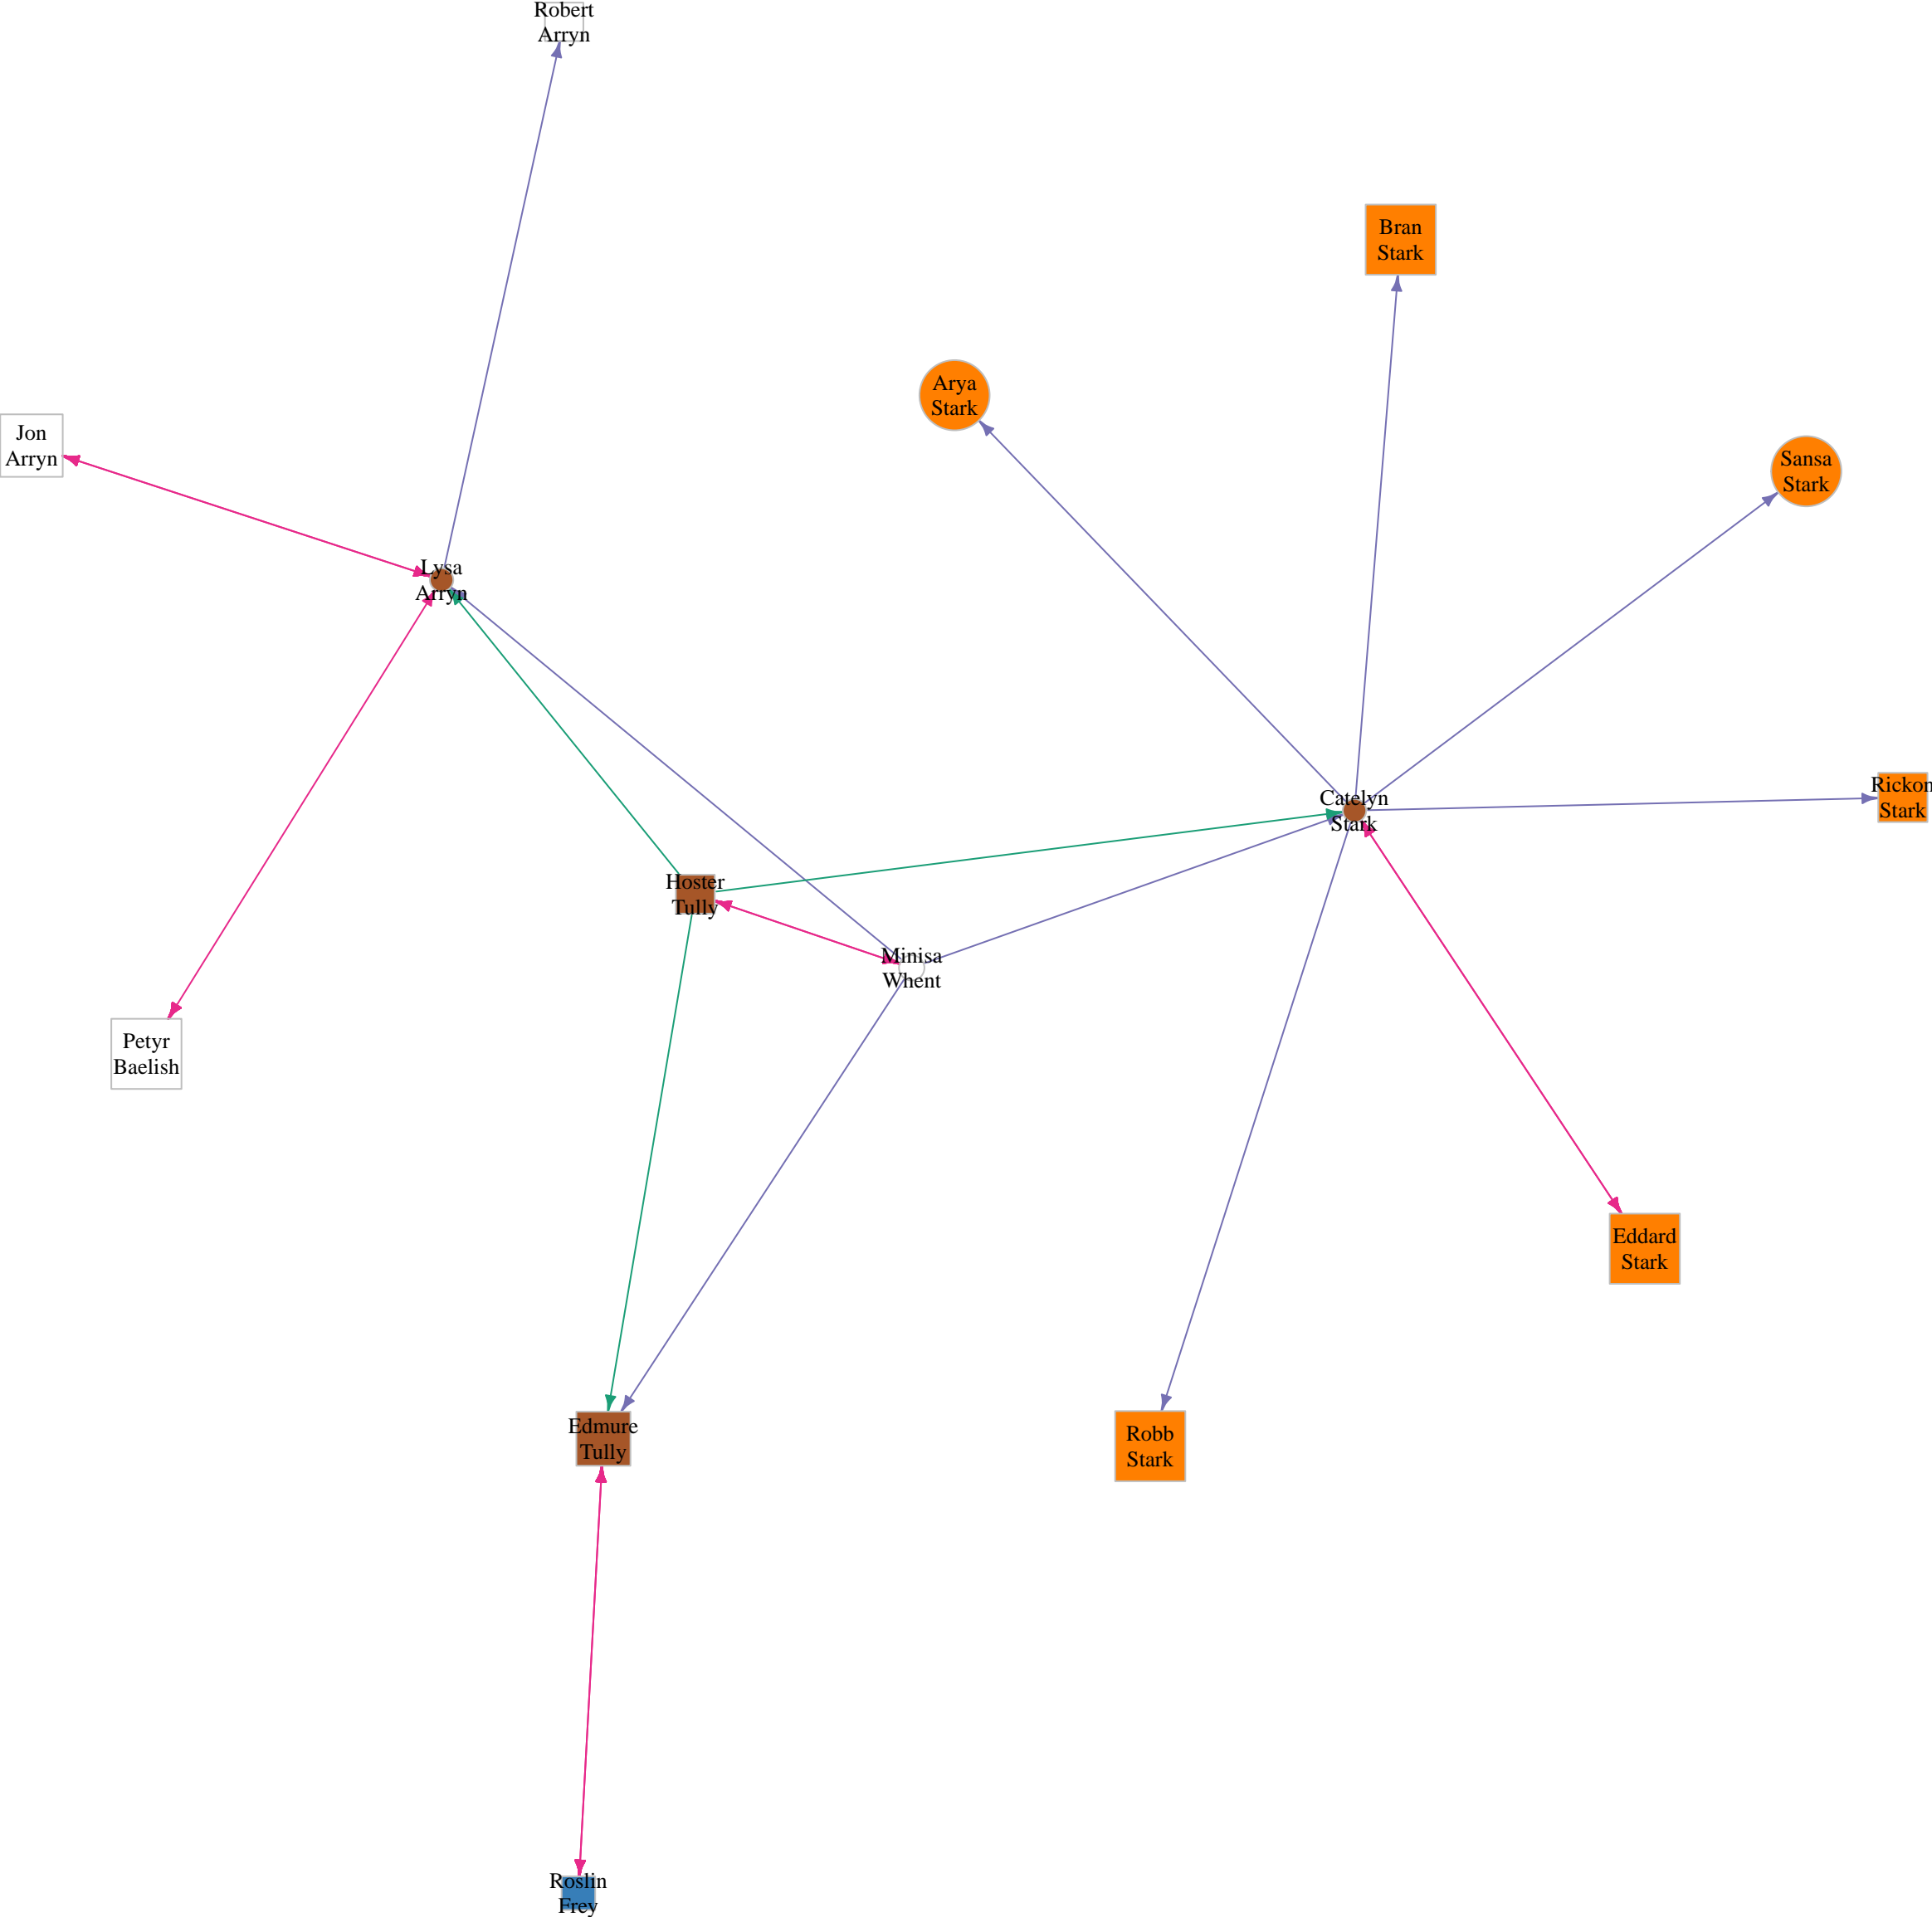 Robert
Arryn
Bran
Stark
Arya
Stark
Jon
Arryn
Sansa
Stark
Lysa
Arryn
Rickon
Stark
Catelyn
Stark
Hoster
Tully
Minisa
Whent
Petyr
Baelish
Eddard
Stark
Edmure
Tully
Robb
Stark
Roslin
Frey